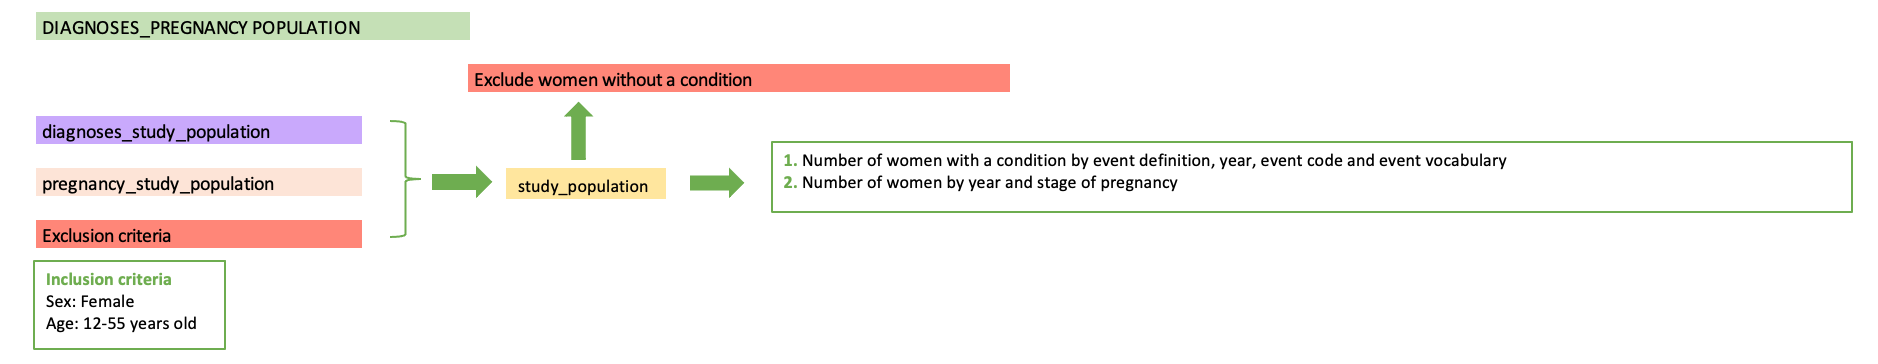 DIAGNOSES_PREGNANCY POPULATION
Exclude women without a condition
diagnoses_study_population
pregnancy_study_population
Exclusion criteria
study_population
1. Number of women with a condition by event definition, year, event code and event vocabulary
2. Number of women by year and stage of pregnancy
Inclusion criteria
Sex: Female
Age: 12-55 years old